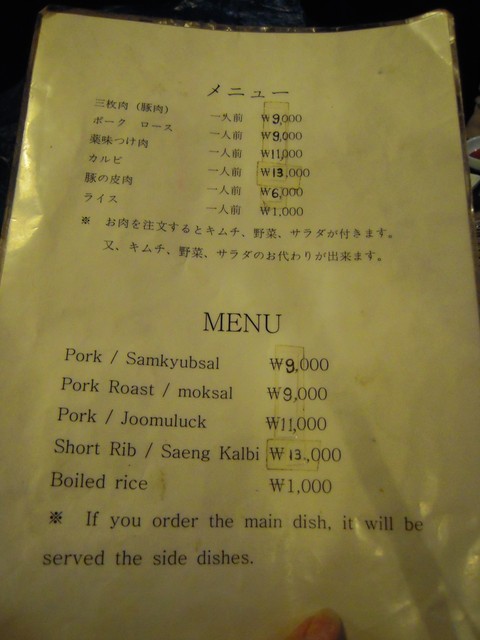 メニュー
三枚肉 (豚肉) 一人前 ₩9,000
ポーク ロース 一人前 ₩9,000
薬味つけ肉 一人前 ₩11,000
カルビ 一人前 ₩13,000
豚の皮肉 一人前 ₩6,000
ライス 一人前 ₩1,000
※ お肉を注文するとキムチ、野菜、サラダが付きます。
又、キムチ、野菜、サラダのお代わりが出来ます。
MENU
Pork / Samkyubsal ₩9,000
Pork Roast / moksal ₩9,000
Pork / Joomuluck ₩11,000
Short Rib / Saeng Kalbi ₩13.,000
Boiled rice ₩1,000
※ If you order the main dish, it will be
served the side dishes.